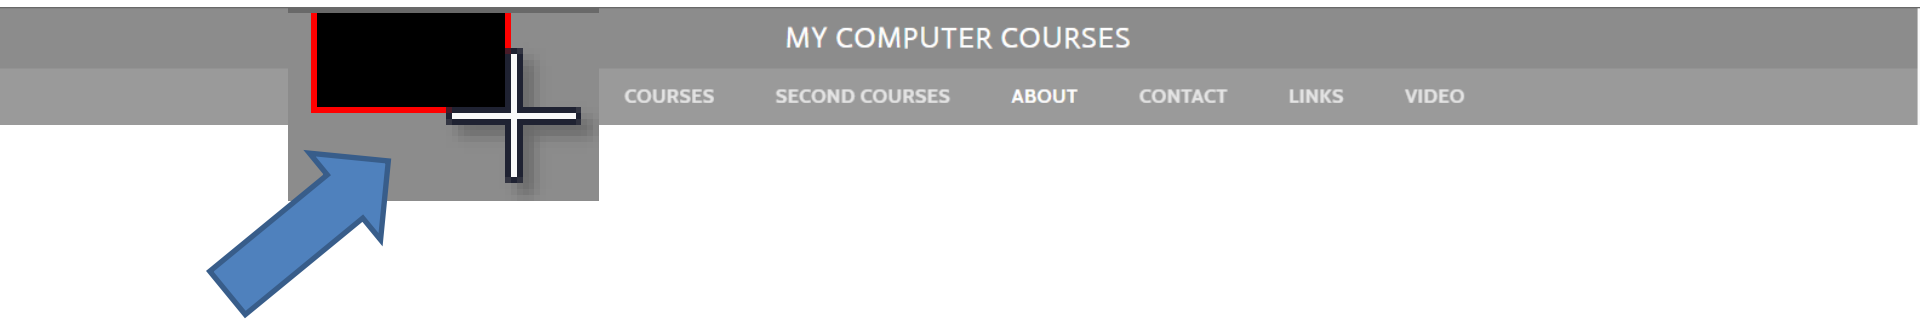 MY COMPUTER COURSES
COURSES SECOND COURSES ABOUT CONTACT LINKS VIDEO